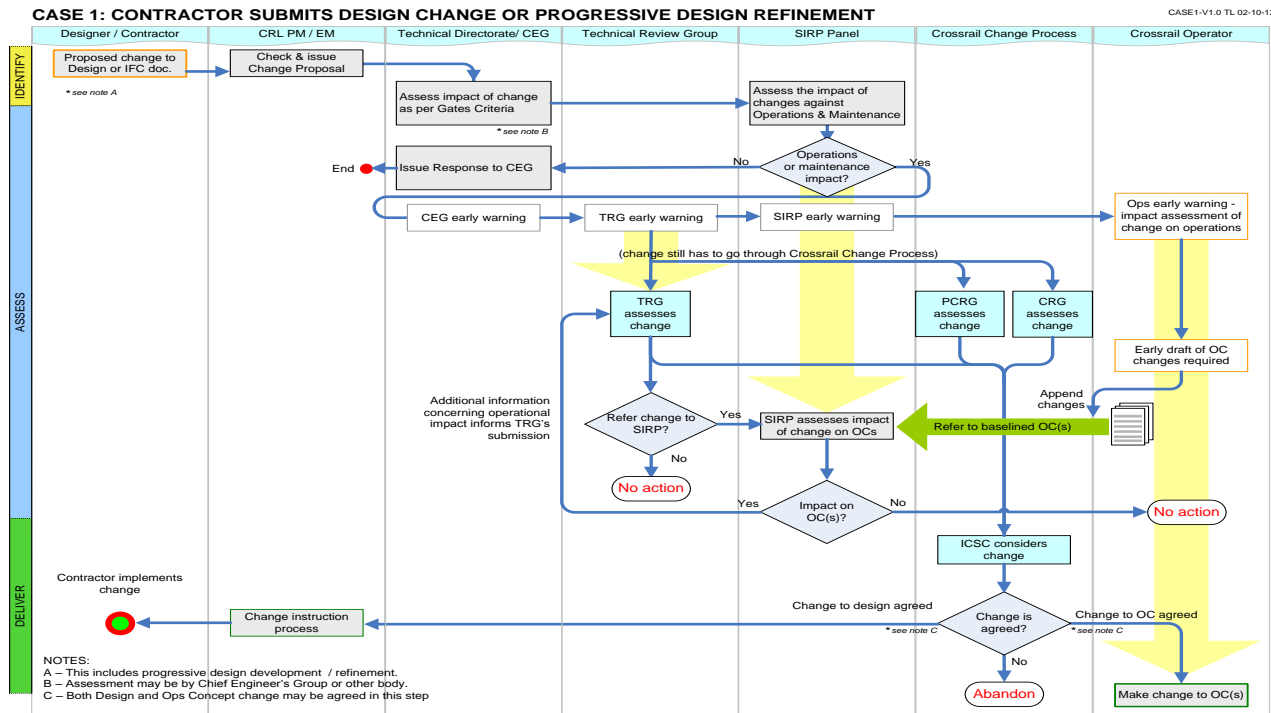 CASE 1: CONTRACTOR SUBMITS DESIGN CHANGE OR PROGRESSIVE DESIGN REFINEMENT
CASE1-V1.0 TL 02-10-12
Designer / Contractor
CRL PM / EM
Technical Directorate/ CEG
Technical Review Group
SIRP Panel
Crossrail Change Process
Crossrail Operator
IDENTIFY
Proposed change to
Design or IFC doc.
* see note A
Check & issue
Change Proposal
Assess impact of change
as per Gates Criteria
* see note B
Assess the impact of
changes against
Operations & Maintenance
ASSESS
Operations
or maintenance
impact?
No
Yes
Issue Response to CEG
End
CEG early warning
TRG early warning
SIRP early warning
Ops early warning -
impact assessment of
change on operations
(change still has to go through Crossrail Change Process)
TRG
assesses
change
PCRG
assesses
change
CRG
assesses
change
Early draft of OC
changes required
Append
changes
Additional information
concerning operational
impact informs TRG's
submission
Refer change to
SIRP?
Yes
No
No action
SIRP assesses impact
of change on OCs
Refer to baselined OC(s)
Impact on
OC(s)?
Yes
No
No action
DELIVER
ICSC considers
change
Change is
agreed?
Change to design agreed
* see note C
Change to OC agreed
* see note C
No
Abandon
Make change to OC(s)
Change instruction
process
Contractor implements
change
NOTES:
A – This includes progressive design development / refinement.
B – Assessment may be by Chief Engineer's Group or other body.
C – Both Design and Ops Concept change may be agreed in this step